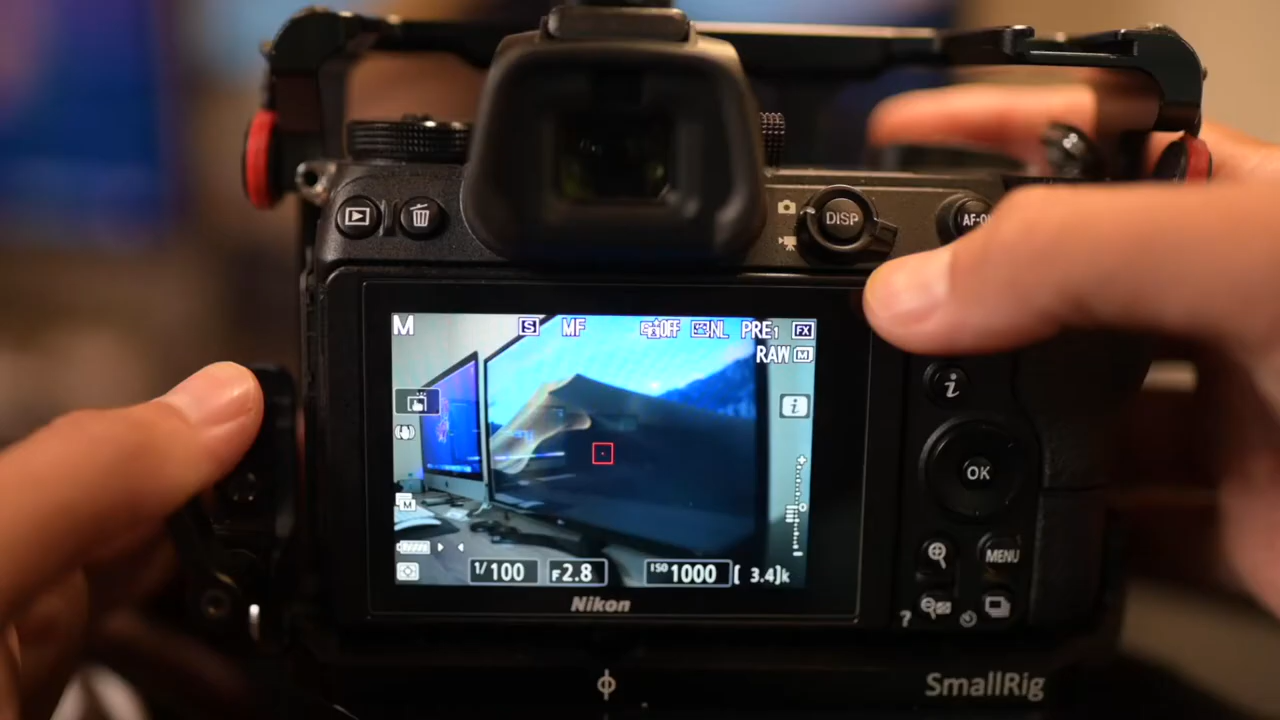 DISP
AF-O
M S MF OFF NL PRE1 FX
RAW M
i
i
M
OK
MENU
1/100 F2.8 ISO 1000 [ 3.4]k
Nikon
?
SmallRig